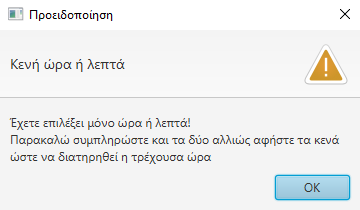 Προειδοποίηση
Κενή ώρα ή λεπτά
Έχετε επιλέξει μόνο ώρα ή λεπτά!
Παρακαλώ συμπληρώστε και τα δύο αλλιώς αφήστε τα κενά
ώστε να διατηρηθεί η τρέχουσα ώρα
OK